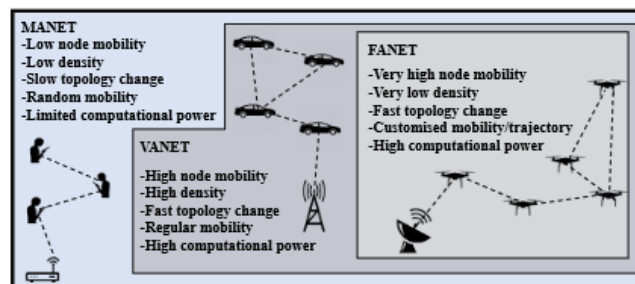 MANET
-Low node mobility
-Low density
-Slow topology change
-Random mobility
-Limited computational power
VANET
-High node mobility
-High density
-Fast topology change
-Regular mobility
-High computational power
FANET
-Very high node mobility
-Very low density
-Fast topology change
-Customised mobility/trajectory
-High computational power